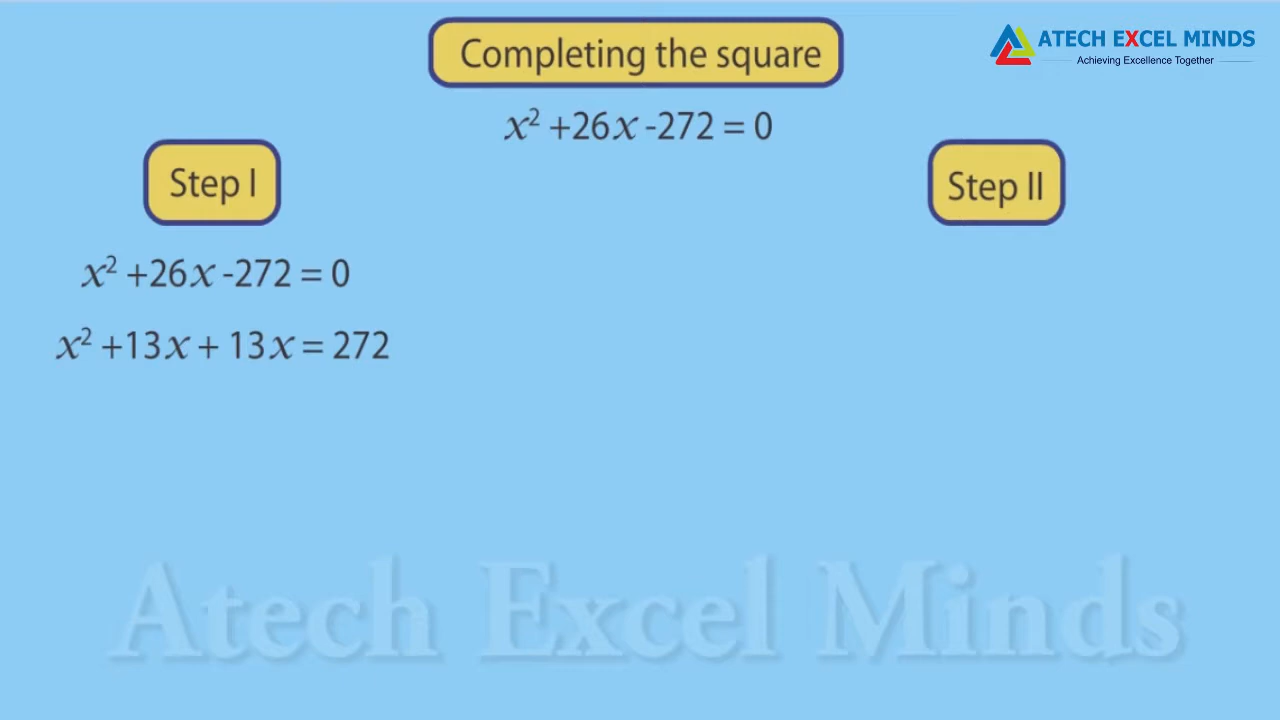 Completing the square
ATECH EXCEL MINDS
Achieving Excellence Together
x² +26x -272 = 0
Step I
Step II
x² +26x -272 = 0
x² +13x + 13x = 272
Atech Excel Minds